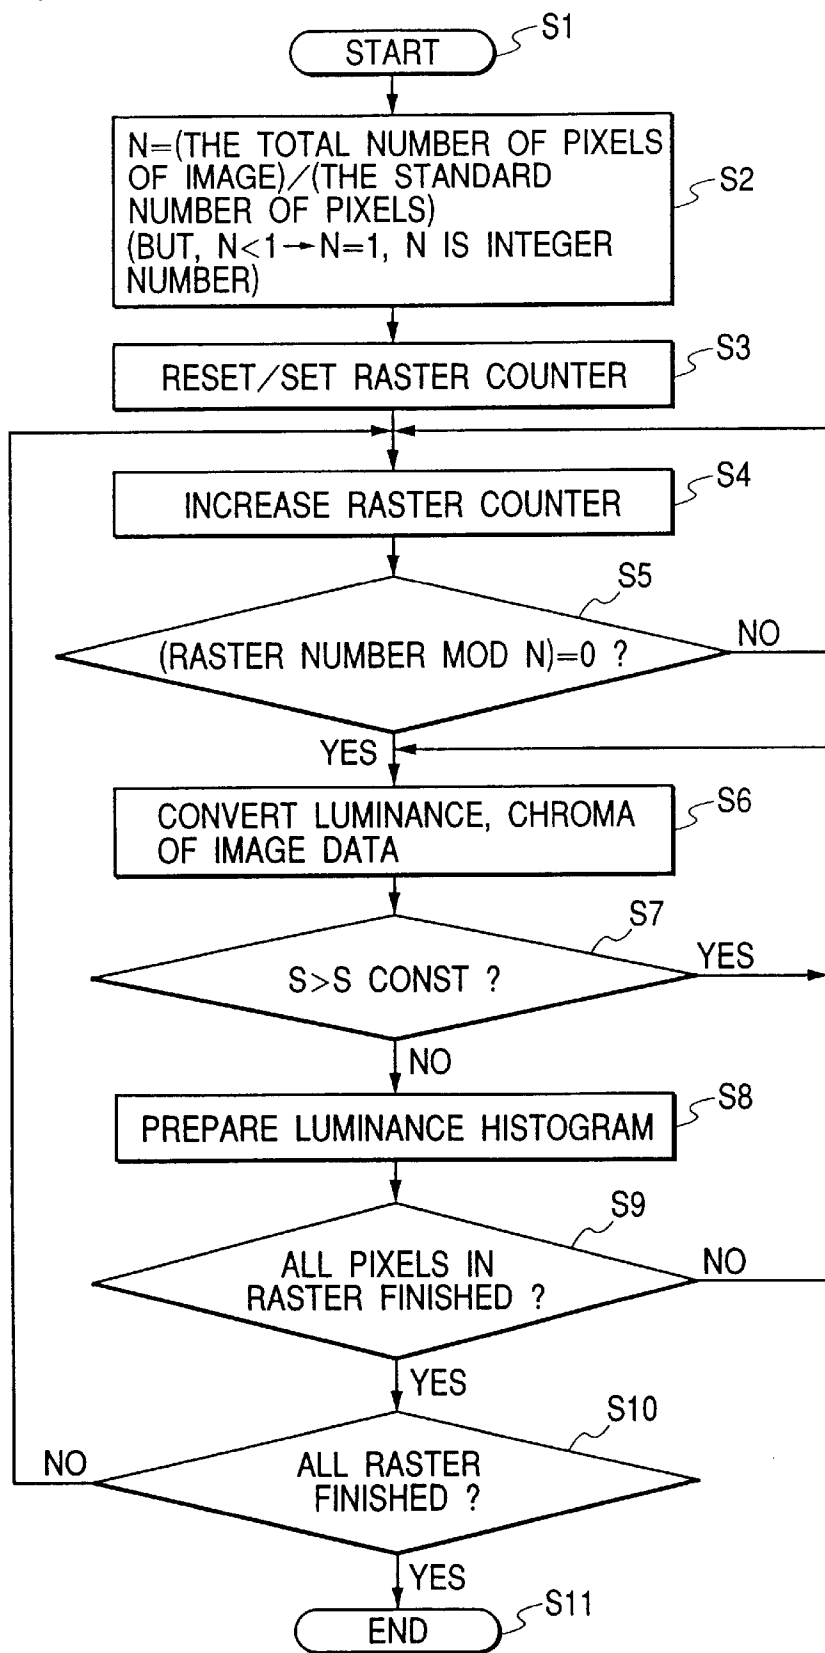 START
S1
N=(THE TOTAL NUMBER OF PIXELS
OF IMAGE)/(THE STANDARD
NUMBER OF PIXELS)
(BUT, N<1→N=1, N IS INTEGER
NUMBER)
S2
RESET/SET RASTER COUNTER
S3
INCREASE RASTER COUNTER
S4
(RASTER NUMBER MOD N)=0 ?
S5
NO
YES
CONVERT LUMINANCE, CHROMA
OF IMAGE DATA
S6
S>S CONST ?
S7
YES
NO
PREPARE LUMINANCE HISTOGRAM
S8
ALL PIXELS IN
RASTER FINISHED ?
S9
NO
YES
ALL RASTER
FINISHED ?
S10
NO
YES
END
S11